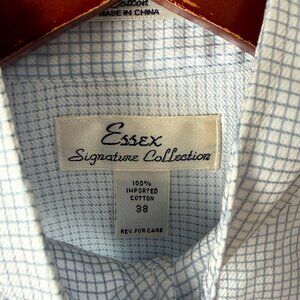 Cotton
MADE IN CHINA
Essex
Signature Collection
100%
IMPORTED
COTTON
38
REV. FOR CARE